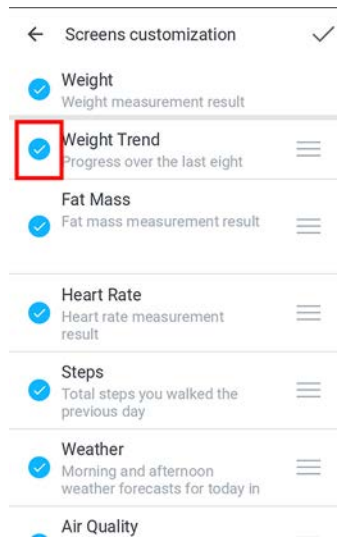 Screens customization
Weight
Weight measurement result
Weight Trend
Progress over the last eight
Fat Mass
Fat mass measurement result
Heart Rate
Heart rate measurement
result
Steps
Total steps you walked the
previous day
Weather
Morning and afternoon
weather forecasts for today in
Air Quality